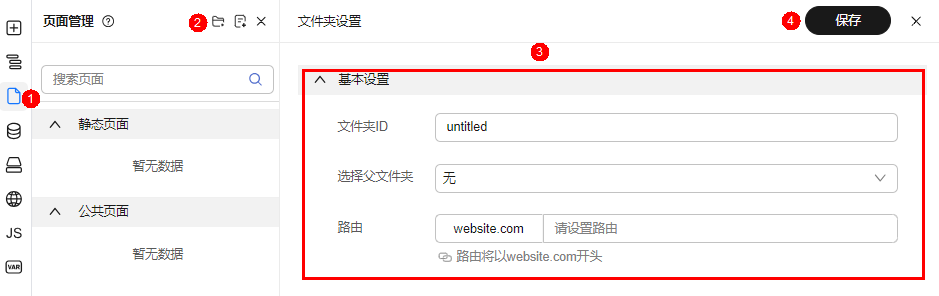 页面管理
2
文件夹设置
4
保存
3
搜索页面
基本设置
1
静态页面
文件夹ID
untitled
暂无数据
选择父文件夹
无
公共页面
路由
website.com
请设置路由
JS
暂无数据
路由将以website.com开头
VAR